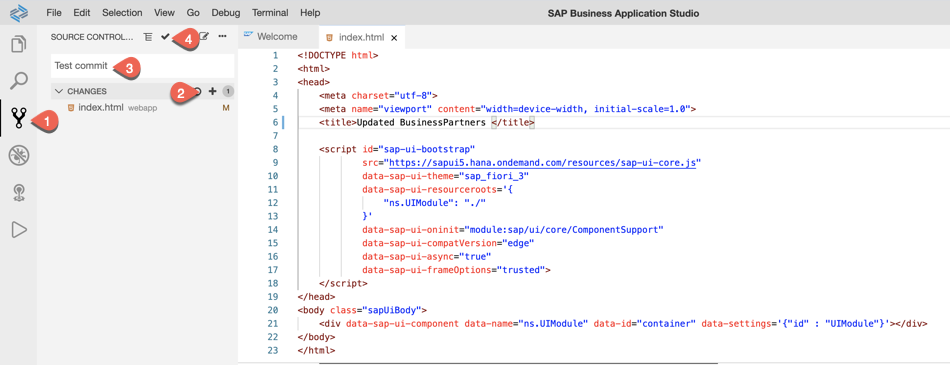 File Edit Selection View Go Debug Terminal Help SAP Business Application Studio
SOURCE CONTROL... 4
Test commit 3
CHANGES 2 1
index.html webapp M
1
Welcome index.html
1 <!DOCTYPE html>
2 <html>
3 <head>
4 <meta charset="utf-8">
5 <meta name="viewport" content="width=device-width, initial-scale=1.0">
6 <title>Updated BusinessPartners </title>
7
8 <script id="sap-ui-bootstrap"
9 src="https://sapui5.hana.ondemand.com/resources/sap-ui-core.js"
10 data-sap-ui-theme="sap_fiori_3"
11 data-sap-ui-resourceroots='{
12 "ns.UIModule": "./"
13 }'
14 data-sap-ui-oninit="module:sap/ui/core/ComponentSupport"
15 data-sap-ui-compatVersion="edge"
16 data-sap-ui-async="true"
17 data-sap-ui-frameOptions="trusted">
18 </script>
19 </head>
20 <body class="sapUiBody">
21 <div data-sap-ui-component data-name="ns.UIModule" data-id="container" data-settings='{"id" : "UIModule"}'></div>
22 </body>
23 </html>